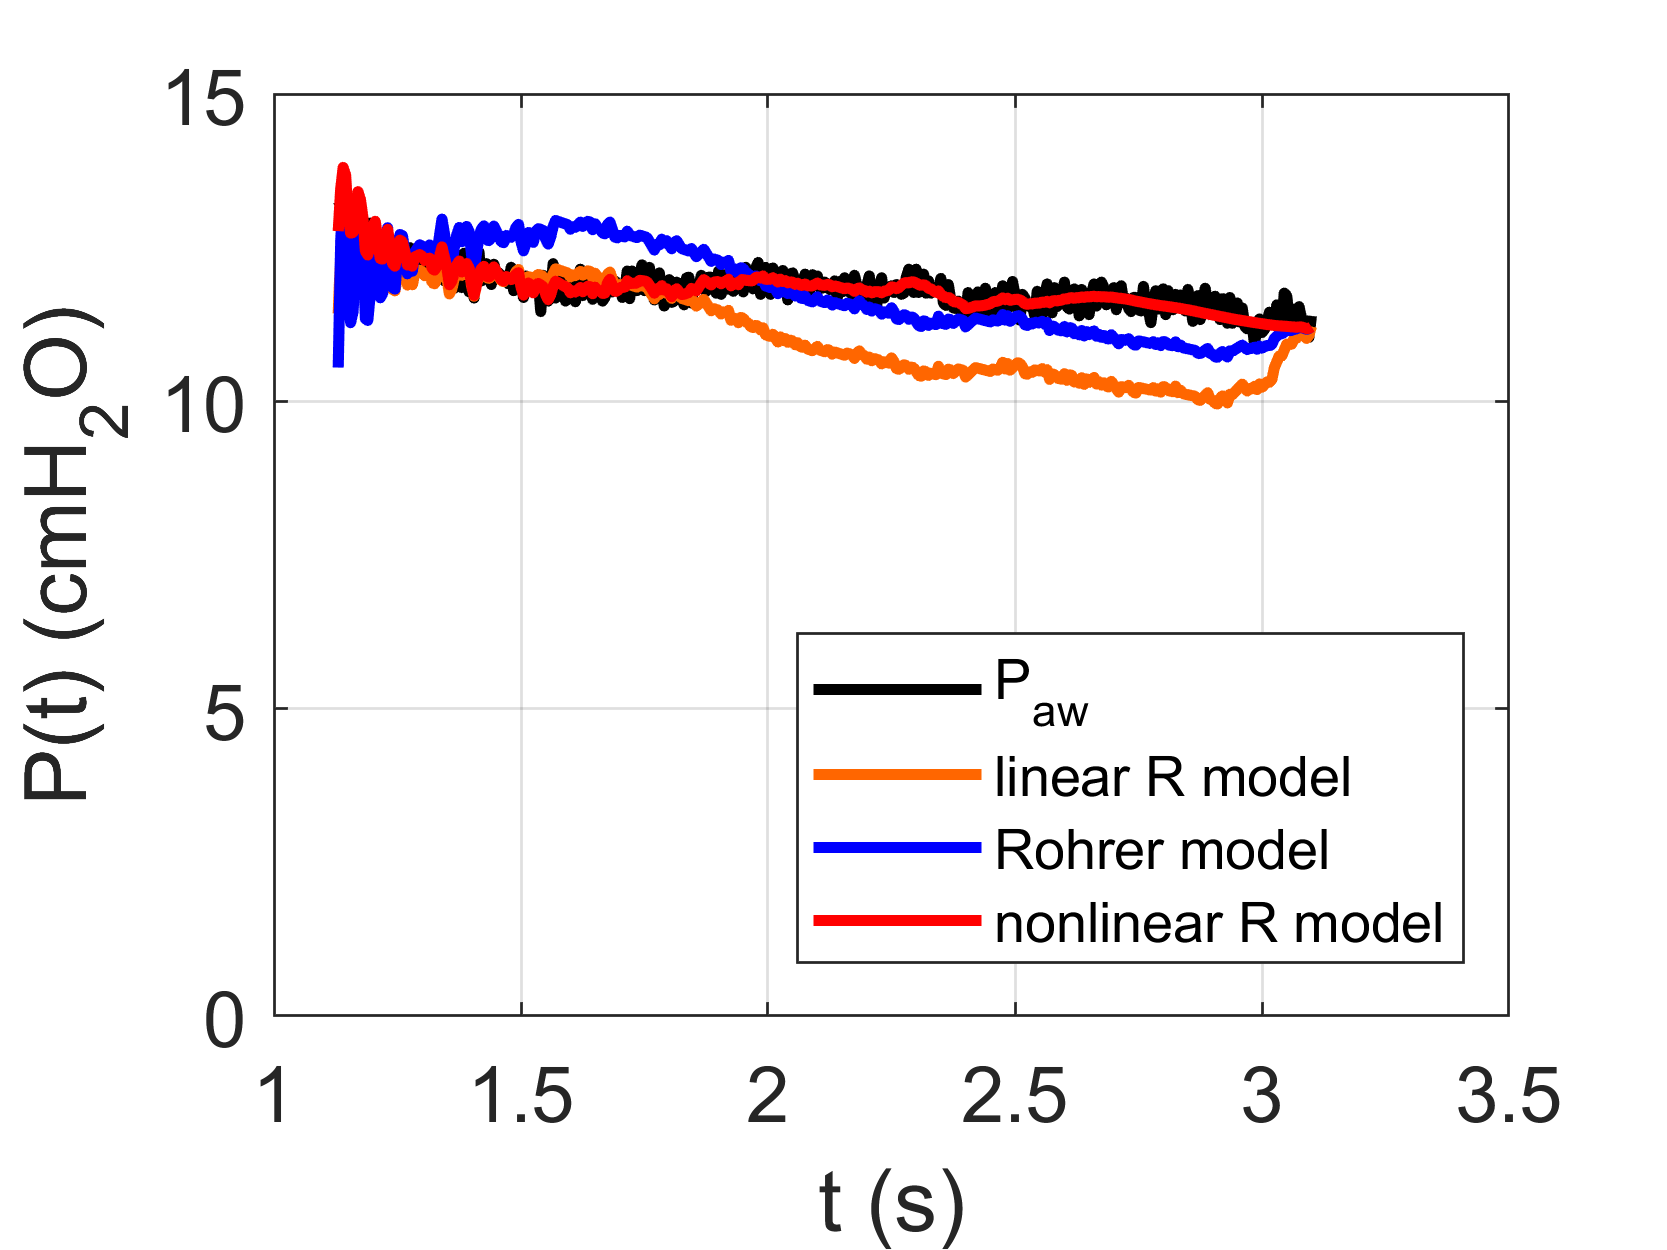 P(t) (cmH2O)
15
10
5
0
1 1.5 2 2.5 3 3.5
t (s)
Paw
linear R model
Rohrer model
nonlinear R model